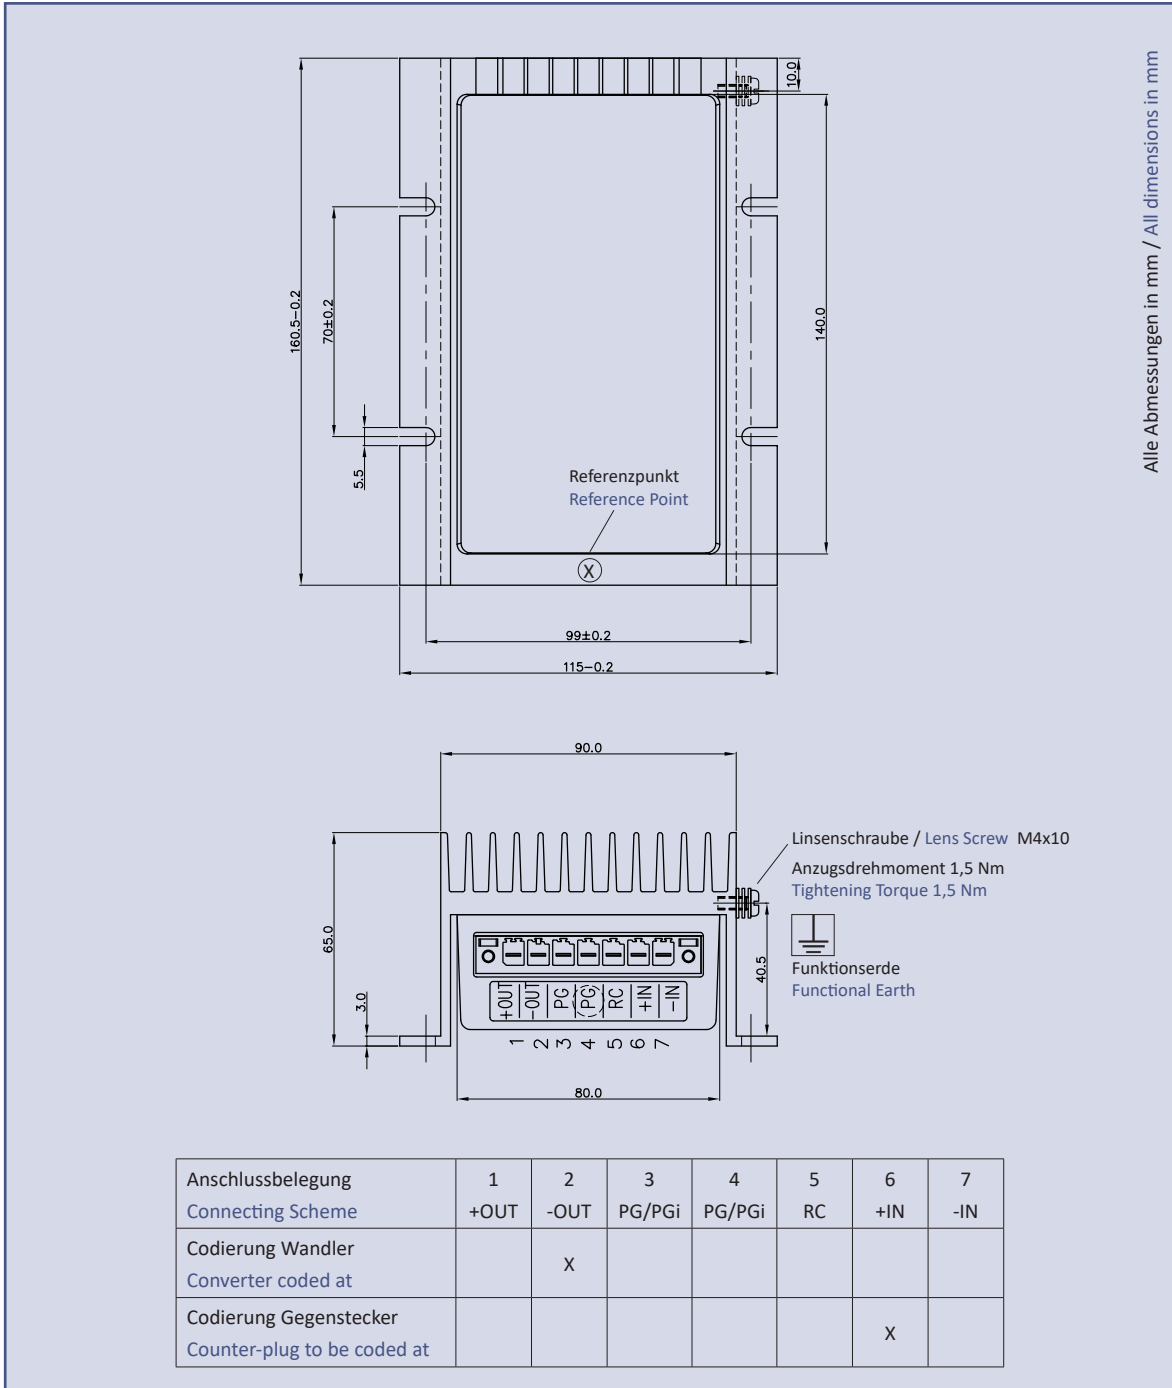 10.0
160.5-0.2
70±0.2
140.0
5.5
Referenzpunkt
Reference Point
X
99±0.2
115-0.2
Alle Abmessungen in mm / All dimensions in mm
90.0
Linsenschraube / Lens Screw M4x10
Anzugsdrehmoment 1,5 Nm
Tightening Torque 1,5 Nm
65.0
40.5
Funktionserde
Functional Earth
3.0
+OUT -OUT PG PG RC +IN -IN
1 2 3 4 5 6 7
80.0
Anschlussbelegung 1 2 3 4 5 6 7
Connecting Scheme +OUT -OUT PG/PGi PG/PGi RC +IN -IN
Codierung Wandler
X
Converter coded at
Codierung Gegenstecker
X
Counter-plug to be coded at